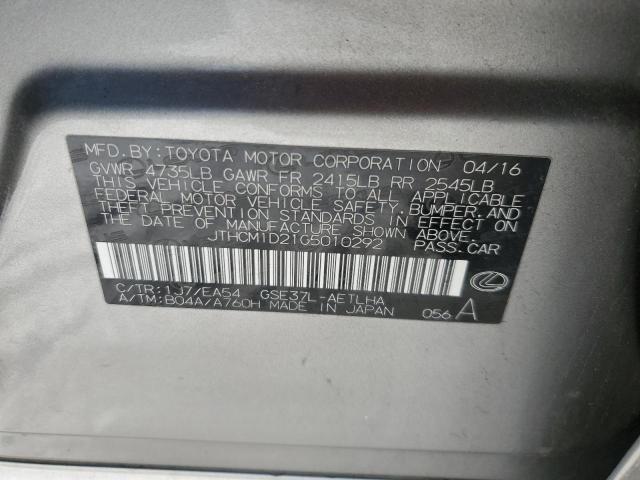 MFD. BY: TOYOTA MOTOR CORPORATION 04/16
GVWR 4735LB GAWR FR 2415LB RR 2545LB
THIS VEHICLE CONFORMS TO ALL APPLICABLE
FEDERAL MOTOR VEHICLE SAFETY, BUMPER, AND
THEFT PREVENTION STANDARDS IN EFFECT ON
THE DATE OF MANUFACTURE SHOWN ABOVE.
JTHCM1D21G5010292 PASS.CAR
C/TR: 1J7/EA54 GSE37L-AETLHA
A/TM: B04A/A760H MADE IN JAPAN 056 A